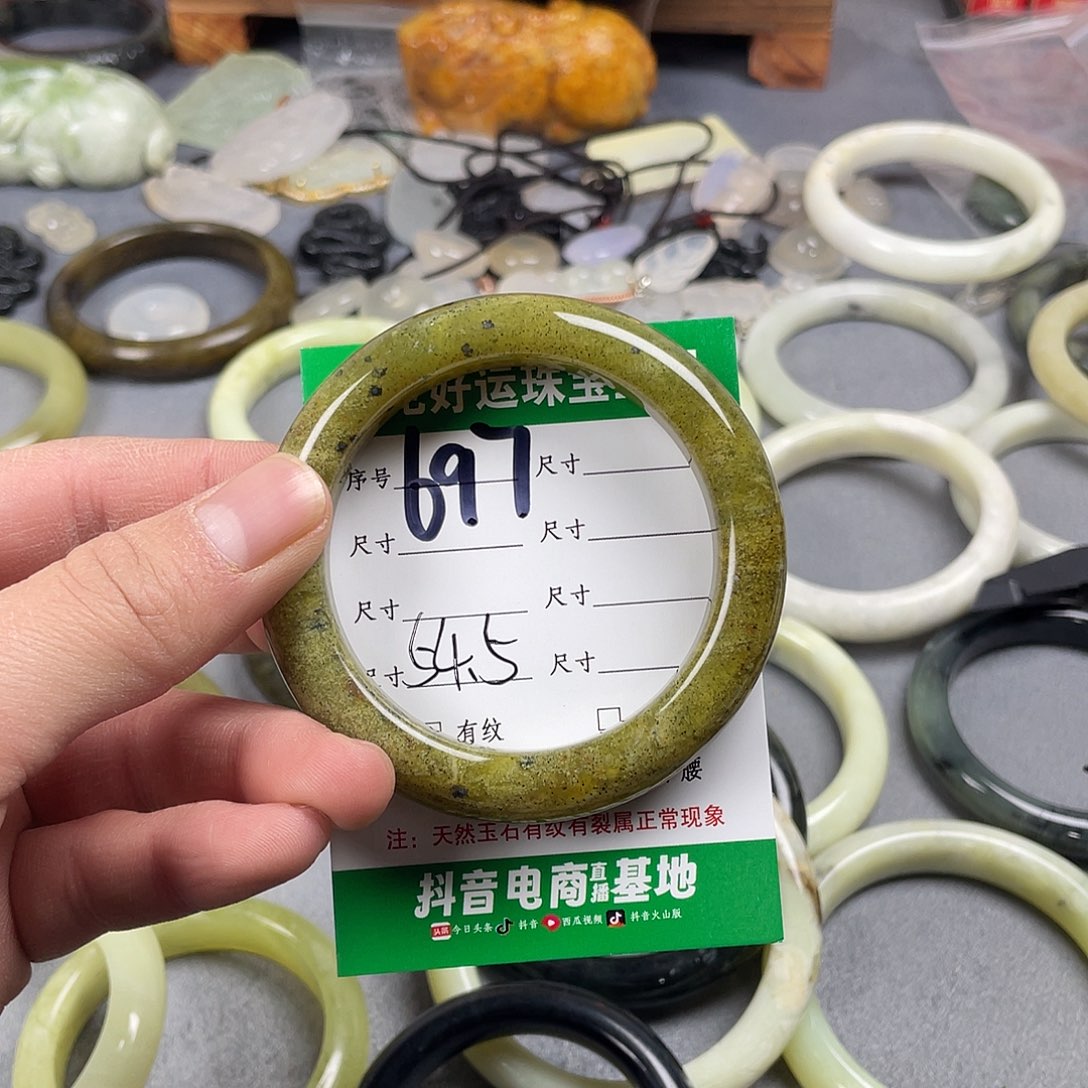 好运珠宝
序号 697 尺寸
尺寸 尺寸
尺寸 尺寸
尺寸 54.5 尺寸
有纹
腰
注：天然玉石有纹有裂属正常现象
抖音电商直播基地
头条 今日头条 抖音 西瓜视频 抖音火山版